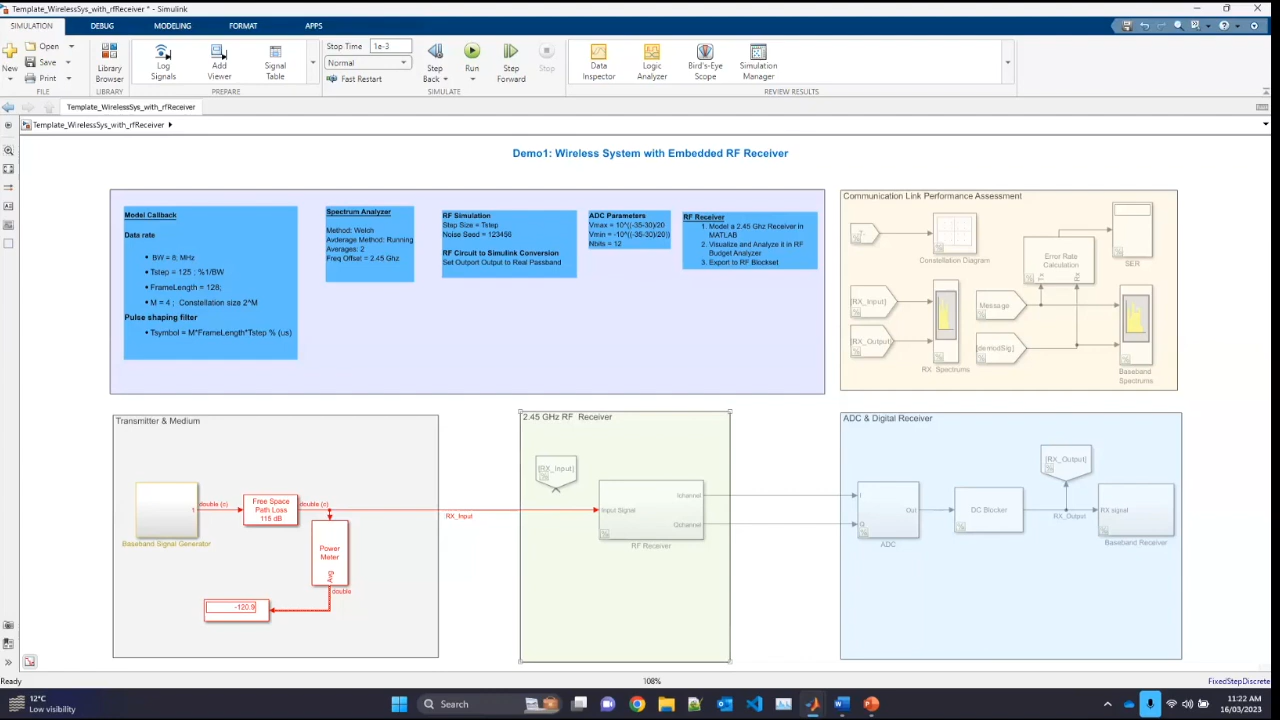 Template_WirelessSys_with_rfReceiver * - Simulink
SIMULATION DEBUG MODELING FORMAT APPS
New Open Save Print
FILE
Library Browser
LIBRARY
Log Signals
Add Viewer
Signal Table
PREPARE
Stop Time 1e-3
Normal
Fast Restart
Step Back
Run
Step Forward
Stop
SIMULATE
Data Inspector
Logic Analyzer
Bird's-Eye Scope
Simulation Manager
REVIEW RESULTS
Template_WirelessSys_with_rfReceiver
Template_WirelessSys_with_rfReceiver
Demo1: Wireless System with Embedded RF Receiver
Model Callback
Data rate
BW = 8; MHz
Tstep = 125 ; %1/BW
FrameLength = 128;
M = 4 ; Constellation size 2^M
Pulse shaping filter
Tsymbol = M*FrameLength*Tstep % (us)
Spectrum Analyzer
Method: Welch
Avderage Method: Running
Averages: 2
Freq Offset = 2.45 Ghz
RF Simulation
Step Size = Tstep
Noise Seed = 123456
RF Circuit to Simulink Conversion
Set Outport Output to Real Passband
ADC Parameters
Vmax = 10^((-35-30)/20
Vmin = -10^((-35-30)/20))
Nbits = 12
RF Receiver
1. Model a 2.45 Ghz Receiver in
MATLAB
2. Visualize and Analyze it in RF
Budget Analyzer
3. Export to RF Blockset
Communication Link Performance Assessment
Constellation Diagram
Error Rate
Calculation
Tx
Rx
SER
[RX_Input]
[RX_Output]
RX Spectrums
Message
[demodSig]
Baseband
Spectrums
Transmitter & Medium
1
double (c)
Baseband Signal Generator
Free Space
Path Loss
115 dB
double (c)
Power
Meter
Avg
double
-120.9
RX_Input
2.45 GHz RF Receiver
[RX_Input]
Input Signal
Ichannel
Qchannel
RF Receiver
ADC & Digital Receiver
I
Q
Out
ADC
DC Blocker
[RX_Output]
RX_Output
RX signal
Baseband Receiver
Ready
108%
FixedStepDiscrete
12°C
Low visibility
Search
11:22 AM
16/03/2023